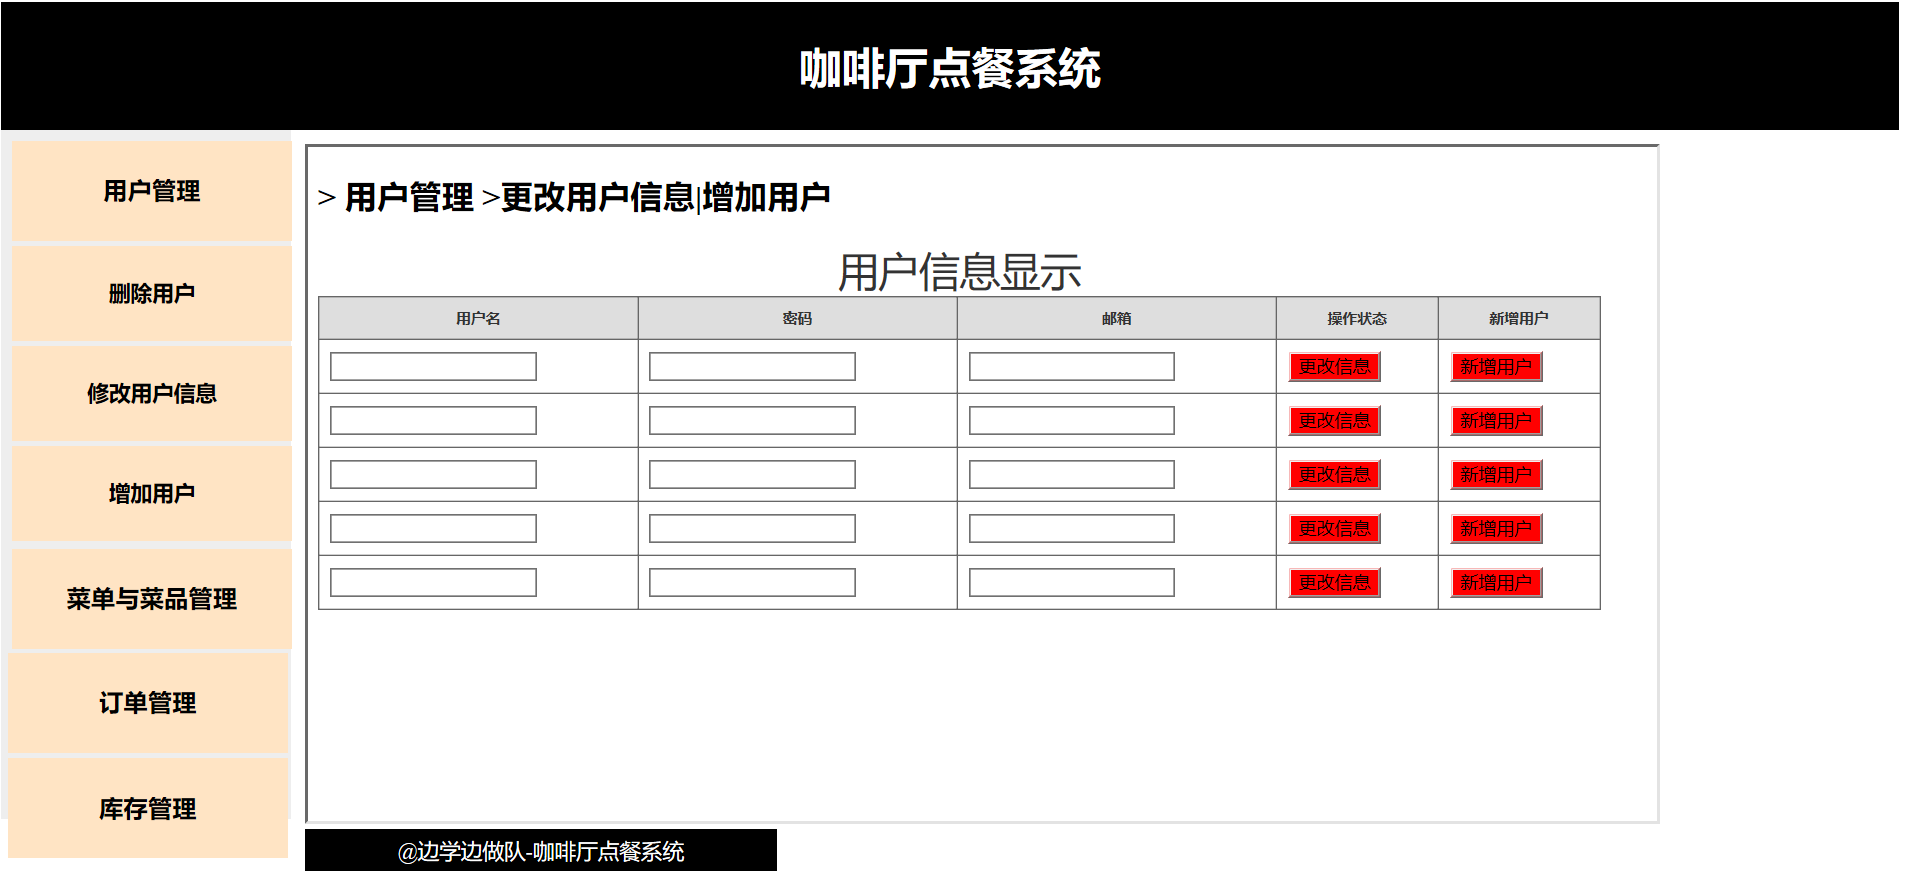 咖啡厅点餐系统
用户管理
删除用户
修改用户信息
增加用户
菜单与菜品管理
订单管理
库存管理
> 用户管理 >更改用户信息|增加用户
用户信息显示
用户名 密码 邮箱 操作状态 新增用户
更改信息 新增用户
更改信息 新增用户
更改信息 新增用户
更改信息 新增用户
更改信息 新增用户
@边学边做队-咖啡厅点餐系统